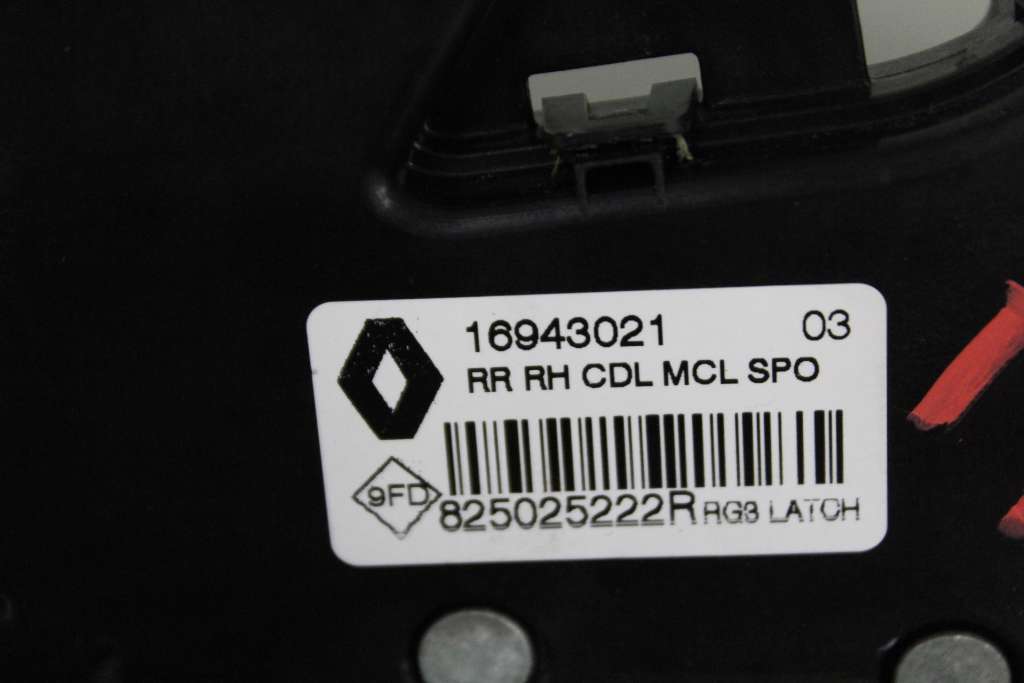 16943021 03
RR RH CDL MCL SPO
9FD
825025222R RG3 LATCH